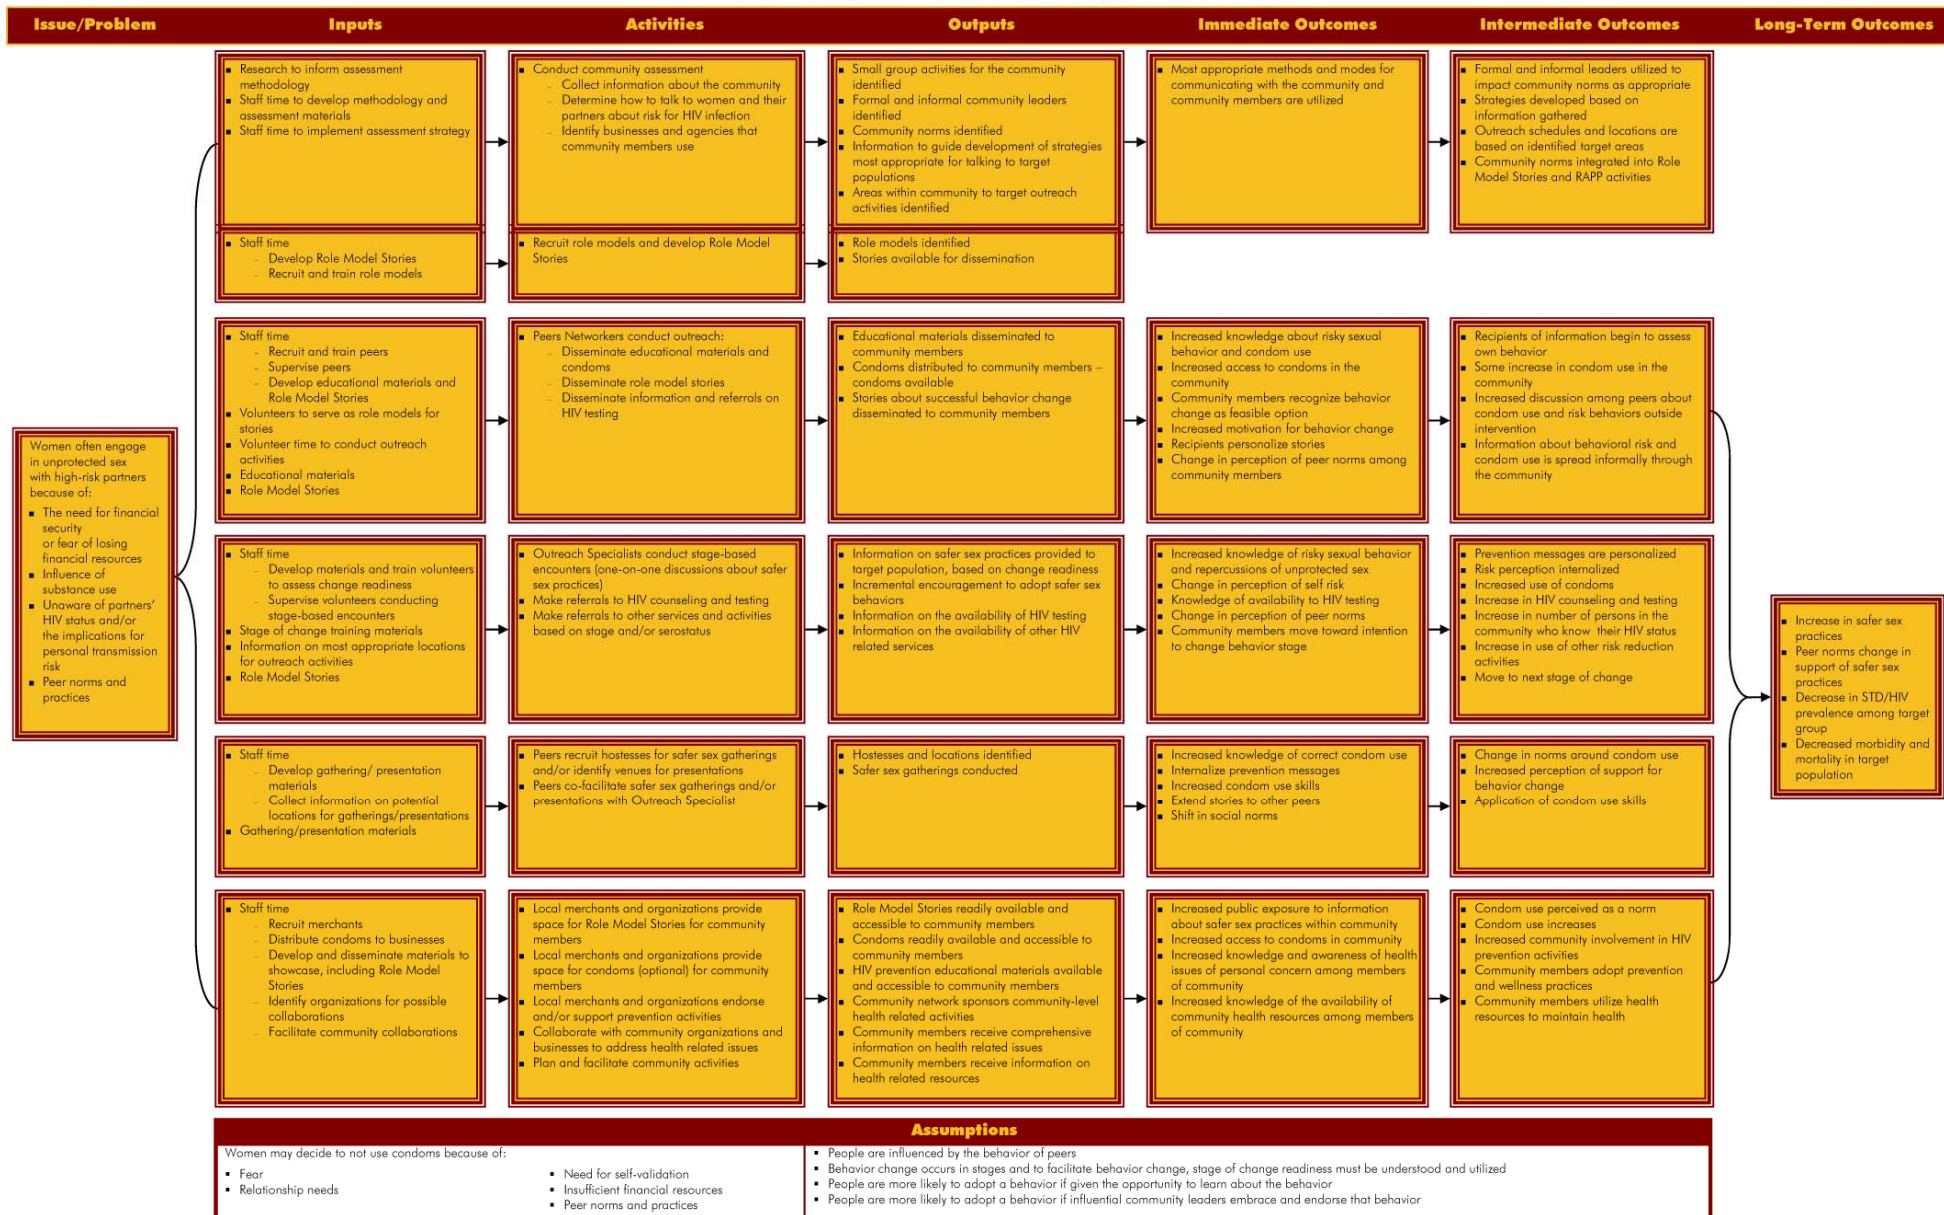 Issue/Problem
Inputs
Activities
Outputs
Immediate Outcomes
Intermediate Outcomes
Long-Term Outcomes
Women often engage
in unprotected sex
with high-risk partners
because of:
▪ The need for financial
security
or fear of losing
financial resources
▪ Influence of
substance use
▪ Unaware of partners'
HIV status and/or
the implications for
personal transmission
risk
▪ Peer norms and
practices
▪ Research to inform assessment
methodology
▪ Staff time to develop methodology and
assessment materials
▪ Staff time to implement assessment strategy
▪ Conduct community assessment
– Collect information about the community
– Determine how to talk to women and their
partners about risk for HIV infection
– Identify businesses and agencies that
community members use
▪ Small group activities for the community
identified
▪ Formal and informal community leaders
identified
▪ Community norms identified
▪ Information to guide development of strategies
most appropriate for talking to target
populations
▪ Areas within community to target outreach
activities identified
▪ Most appropriate methods and modes for
communicating with the community and
community members are utilized
▪ Formal and informal leaders utilized to
impact community norms as appropriate
▪ Strategies developed based on
information gathered
▪ Outreach schedules and locations are
based on identified target areas
▪ Community norms integrated into Role
Model Stories and RAPP activities
▪ Staff time
– Develop Role Model Stories
– Recruit and train role models
▪ Recruit role models and develop Role Model
Stories
▪ Role models identified
▪ Stories available for dissemination
▪ Staff time
– Recruit and train peers
– Supervise peers
– Develop educational materials and
Role Model Stories
▪ Volunteers to serve as role models for
stories
▪ Volunteer time to conduct outreach
activities
▪ Educational materials
▪ Role Model Stories
▪ Peers Networkers conduct outreach:
– Disseminate educational materials and
condoms
– Disseminate role model stories
– Disseminate information and referrals on
HIV testing
▪ Educational materials disseminated to
community members
▪ Condoms distributed to community members –
condoms available
▪ Stories about successful behavior change
disseminated to community members
▪ Increased knowledge about risky sexual
behavior and condom use
▪ Increased access to condoms in the
community
▪ Community members recognize behavior
change as feasible option
▪ Increased motivation for behavior change
▪ Recipients personalize stories
▪ Change in perception of peer norms among
community members
▪ Recipients of information begin to assess
own behavior
▪ Some increase in condom use in the
community
▪ Increased discussion among peers about
condom use and risk behaviors outside
intervention
▪ Information about behavioral risk and
condom use is spread informally through
the community
▪ Staff time
– Develop materials and train volunteers
to assess change readiness
– Supervise volunteers conducting
stage-based encounters
▪ Stage of change training materials
▪ Information on most appropriate locations
for outreach activities
▪ Role Model Stories
▪ Outreach Specialists conduct stage-based
encounters (one-on-one discussions about safer
sex practices)
▪ Make referrals to HIV counseling and testing
▪ Make referrals to other services and activities
based on stage and/or serostatus
▪ Information on safer sex practices provided to
target population, based on change readiness
▪ Incremental encouragement to adopt safer sex
behaviors
▪ Information on the availability of HIV testing
▪ Information on the availability of other HIV
related services
▪ Increased knowledge of risky sexual behavior
and repercussions of unprotected sex
▪ Change in perception of self risk
▪ Knowledge of availability to HIV testing
▪ Change in perception of peer norms
▪ Community members move toward intention
to change behavior stage
▪ Prevention messages are personalized
▪ Risk perception internalized
▪ Increased use of condoms
▪ Increase in HIV counseling and testing
▪ Increase in number of persons in the
community who know their HIV status
▪ Increase in use of other risk reduction
activities
▪ Move to next stage of change
▪ Staff time
– Develop gathering/ presentation
materials
– Collect information on potential
locations for gatherings/presentations
▪ Gathering/presentation materials
▪ Peers recruit hostesses for safer sex gatherings
and/or identify venues for presentations
▪ Peers co-facilitate safer sex gatherings and/or
presentations with Outreach Specialist
▪ Hostesses and locations identified
▪ Safer sex gatherings conducted
▪ Increased knowledge of correct condom use
▪ Internalize prevention messages
▪ Increased condom use skills
▪ Extend stories to other peers
▪ Shift in social norms
▪ Change in norms around condom use
▪ Increased perception of support for
behavior change
▪ Application of condom use skills
▪ Staff time
– Recruit merchants
– Distribute condoms to businesses
– Develop and disseminate materials to
showcase, including Role Model
Stories
– Identify organizations for possible
collaborations
– Facilitate community collaborations
▪ Local merchants and organizations provide
space for Role Model Stories for community
members
▪ Local merchants and organizations provide
space for condoms (optional) for community
members
▪ Local merchants and organizations endorse
and/or support prevention activities
▪ Collaborate with community organizations and
businesses to address health related issues
▪ Plan and facilitate community activities
▪ Role Model Stories readily available and
accessible to community members
▪ Condoms readily available and accessible to
community members
▪ HIV prevention educational materials available
and accessible to community members
▪ Community network sponsors community-level
health related activities
▪ Community members receive comprehensive
information on health related issues
▪ Community members receive information on
health related resources
▪ Increased public exposure to information
about safer sex practices within community
▪ Increased access to condoms in community
▪ Increased knowledge and awareness of health
issues of personal concern among members
of community
▪ Increased knowledge of the availability of
community health resources among members
of community
▪ Condom use perceived as a norm
▪ Condom use increases
▪ Increased community involvement in HIV
prevention activities
▪ Community members adopt prevention
and wellness practices
▪ Community members utilize health
resources to maintain health
▪ Increase in safer sex
practices
▪ Peer norms change in
support of safer sex
practices
▪ Decrease in STD/HIV
prevalence among target
group
▪ Decreased morbidity and
mortality in target
population
Assumptions
Women may decide to not use condoms because of:
▪ Fear
▪ Relationship needs
▪ Need for self-validation
▪ Insufficient financial resources
▪ Peer norms and practices
▪ People are influenced by the behavior of peers
▪ Behavior change occurs in stages and to facilitate behavior change, stage of change readiness must be understood and utilized
▪ People are more likely to adopt a behavior if given the opportunity to learn about the behavior
▪ People are more likely to adopt a behavior if influential community leaders embrace and endorse that behavior